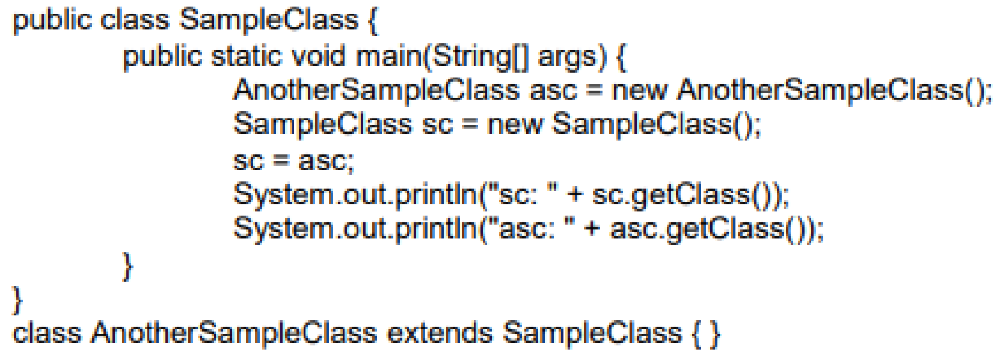 public class SampleClass {
public static void main(String[] args) {
AnotherSampleClass asc = new AnotherSampleClass();
SampleClass sc = new SampleClass();
sc = asc;
System.out.println("sc: " + sc.getClass());
System.out.println("asc: " + asc.getClass());
}
}
class AnotherSampleClass extends SampleClass { }